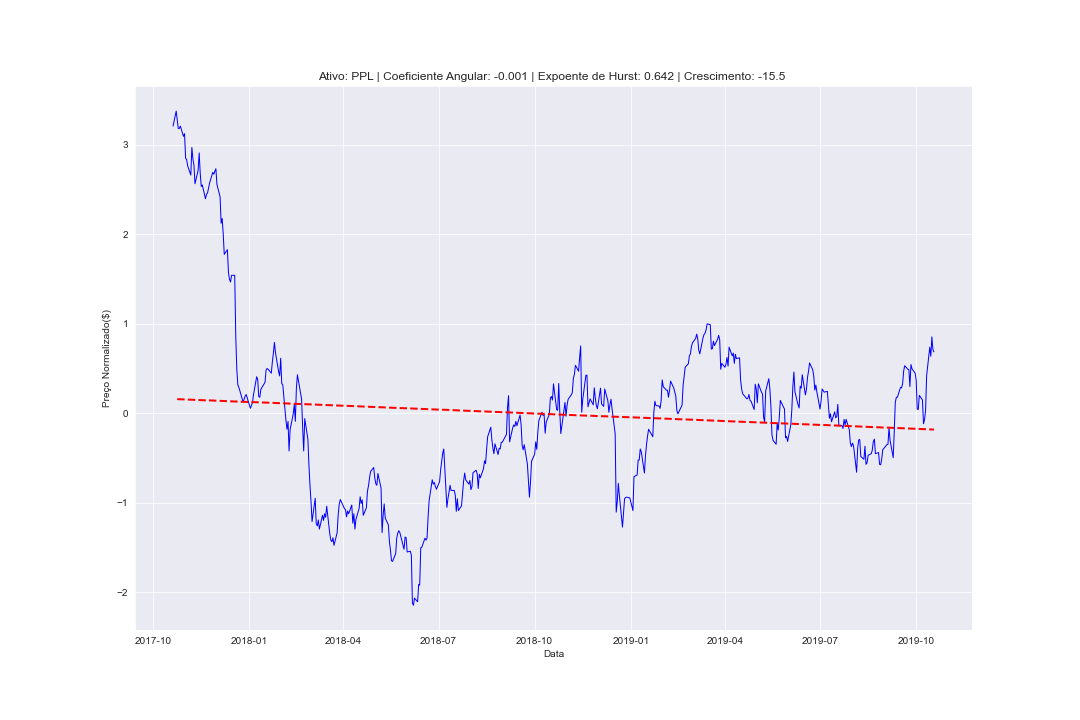 Ativo: PPL | Coeficiente Angular: -0.001 | Expoente de Hurst: 0.642 | Crescimento: -15.5
Preço Normalizado($)
3
2
1
0
−1
−2
2017-10 2018-01 2018-04 2018-07 2018-10 2019-01 2019-04 2019-07 2019-10
Data